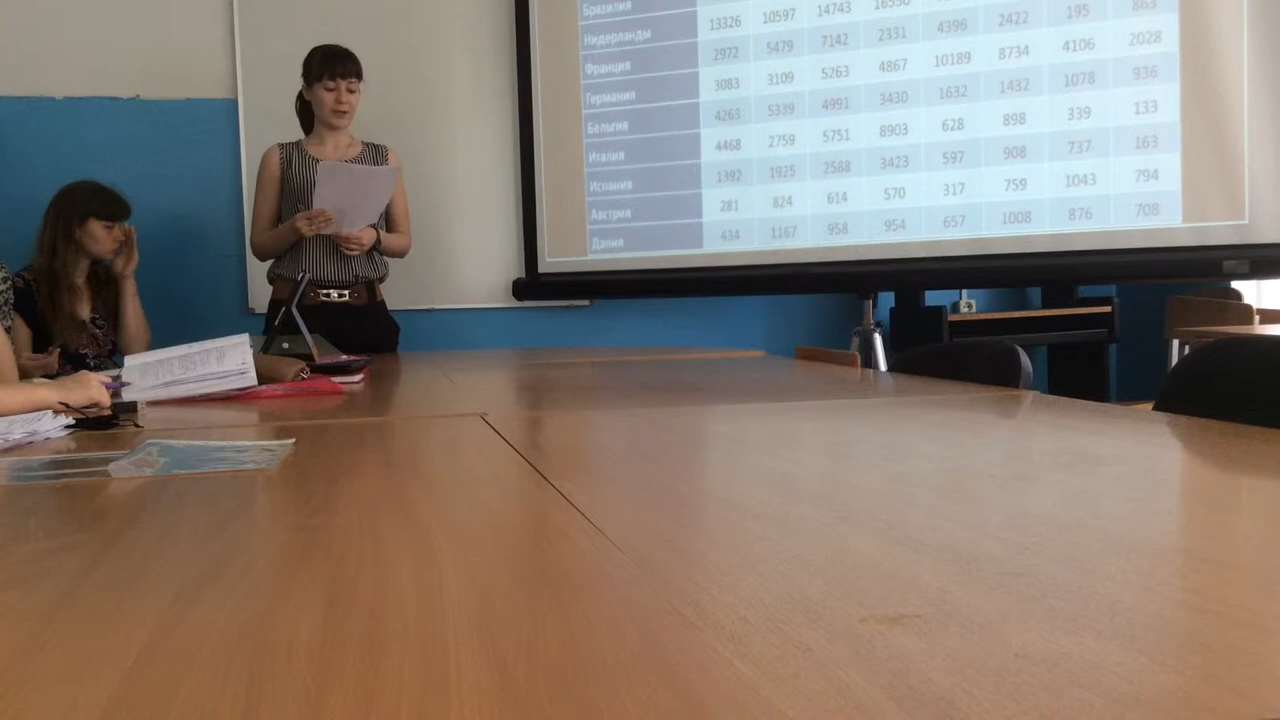 Бразилия
Нидерланды 13326 10597 14743
Франция 2972 5479 7142 2331 4396 2422 195 863
Германия 3083 3109 5263 4867 10189 8734 4106 2028
Бельгия 4263 5339 4991 3430 1632 1432 1078 936
Италия 4468 2759 5751 8903 628 898 339 133
Испания 1392 1925 2588 3423 597 908 737 163
Австрия 281 824 614 570 317 759 1043 794
Дания 434 1167 958 954 657 1008 876 708